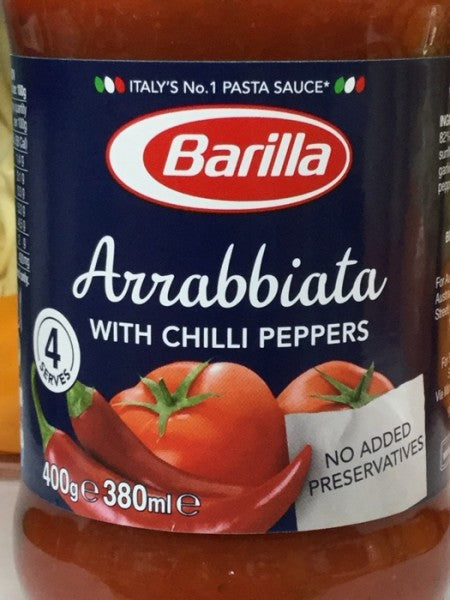 ITALY'S No.1 PASTA SAUCE*
Barilla
Arrabbiata
WITH CHILLI PEPPERS
4
SERVES
NO ADDED
PRESERVATIVES
400g e 380ml e